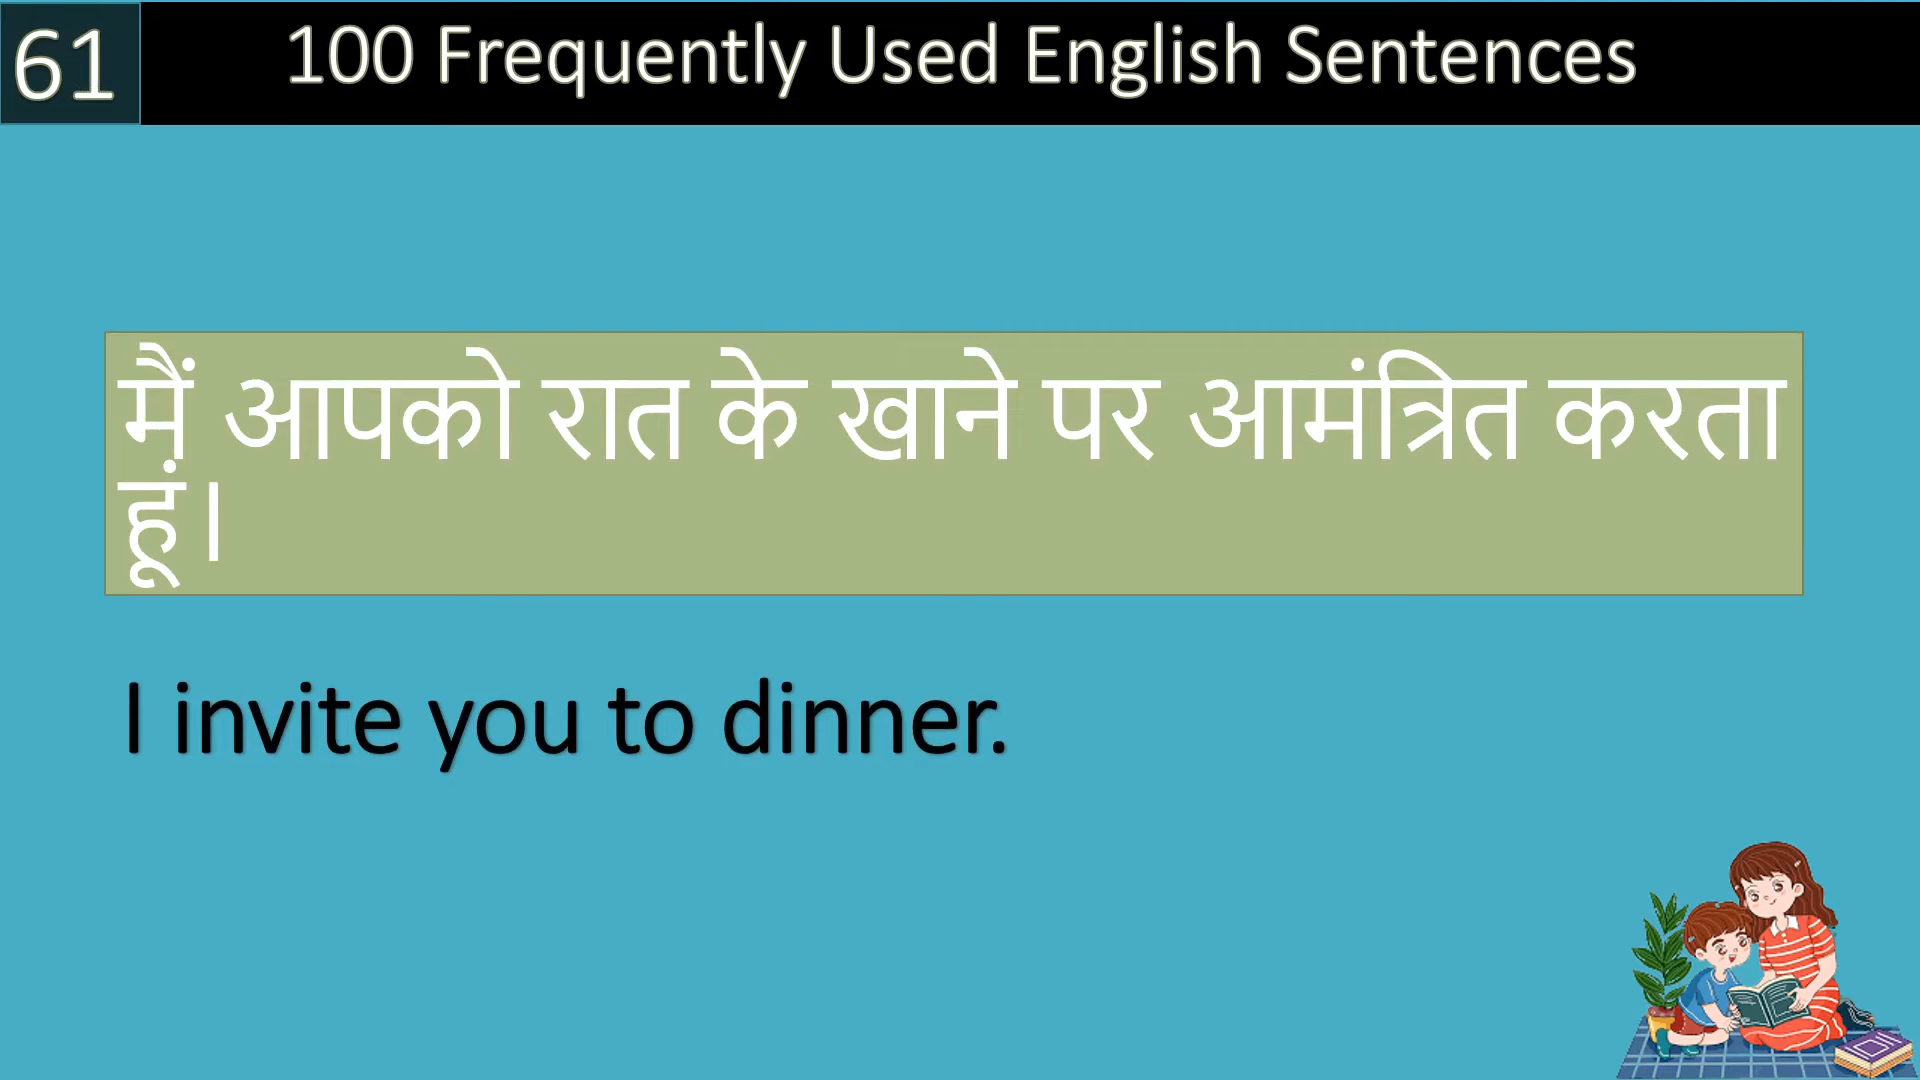 61
100 Frequently Used English Sentences
मैं आपको रात के खाने पर आमंत्रित करता
हूं।
I invite you to dinner.